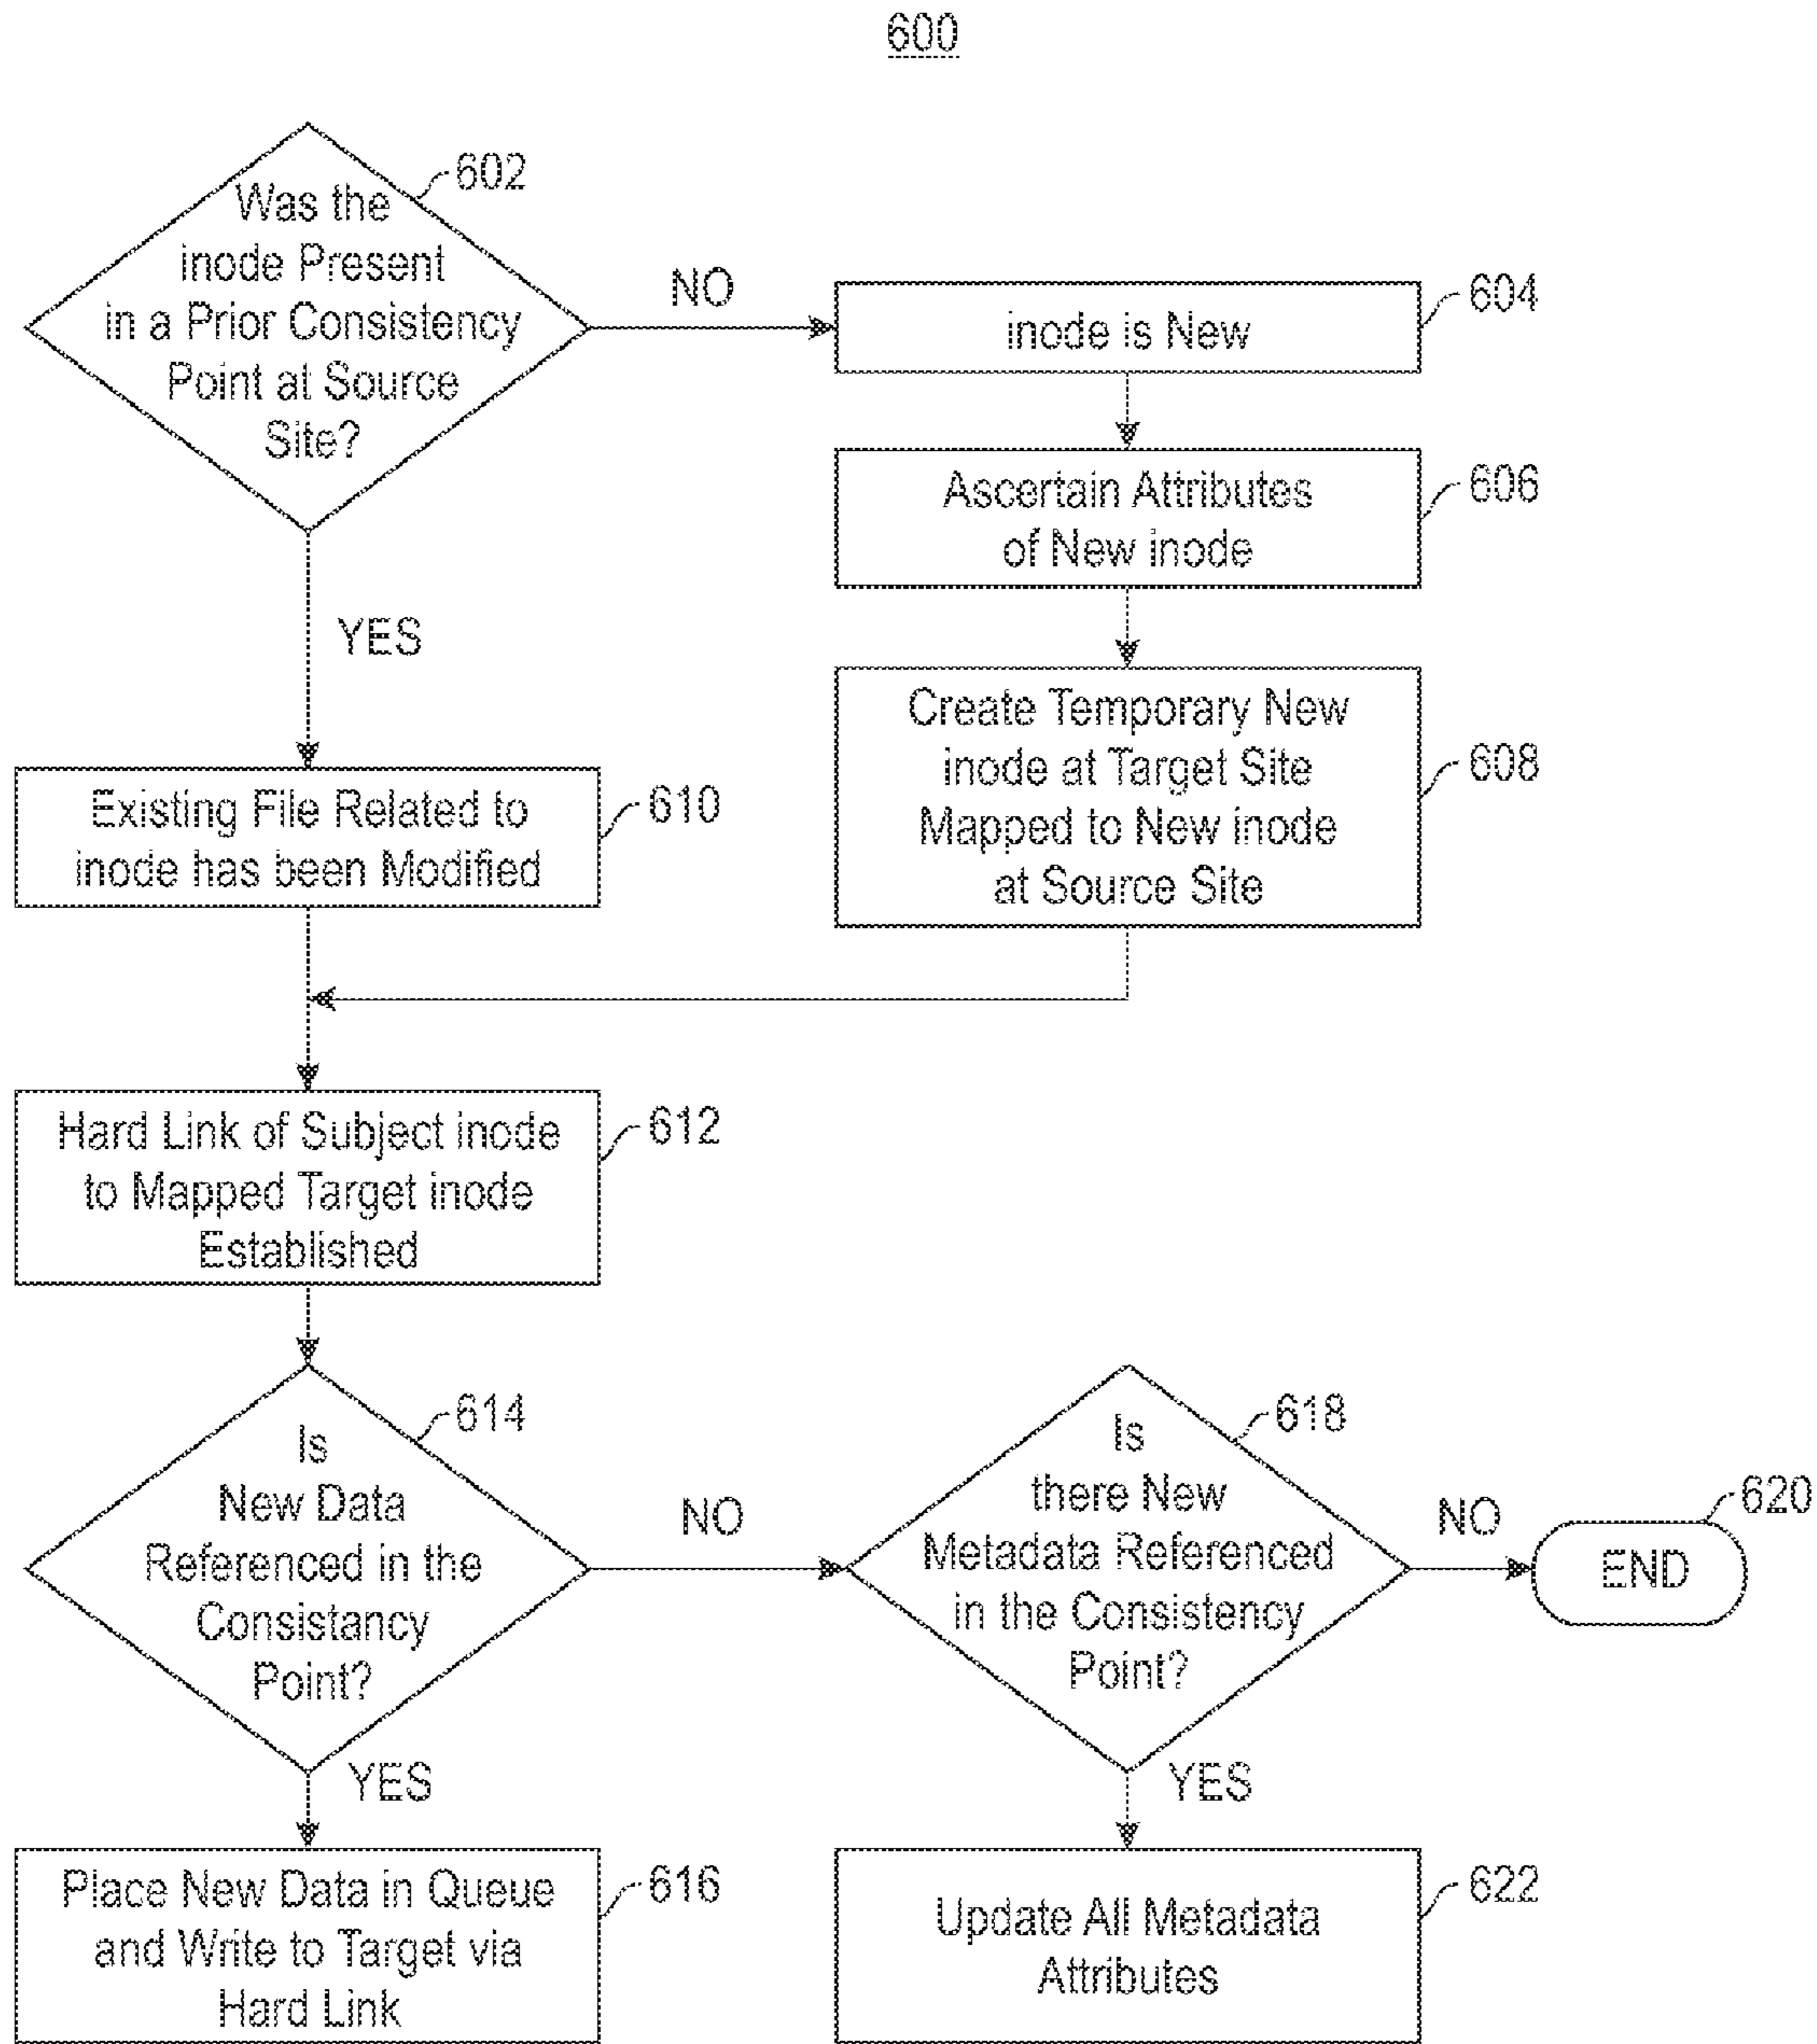 600
602
Was the
inode Present
in a Prior Consistency
Point at Source
Site?
NO
YES
604
inode is New
606
Ascertain Attributes
of New inode
608
Create Temporary New
inode at Target Site
Mapped to New inode
at Source Site
610
Existing File Related to
inode has been Modified
612
Hard Link of Subject inode
to Mapped Target inode
Established
614
Is
New Data
Referenced in the
Consistancy
Point?
NO
YES
616
Place New Data in Queue
and Write to Target via
Hard Link
618
Is
there New
Metadata Referenced
in the Consistency
Point?
NO
YES
620
END
622
Update All Metadata
Attributes